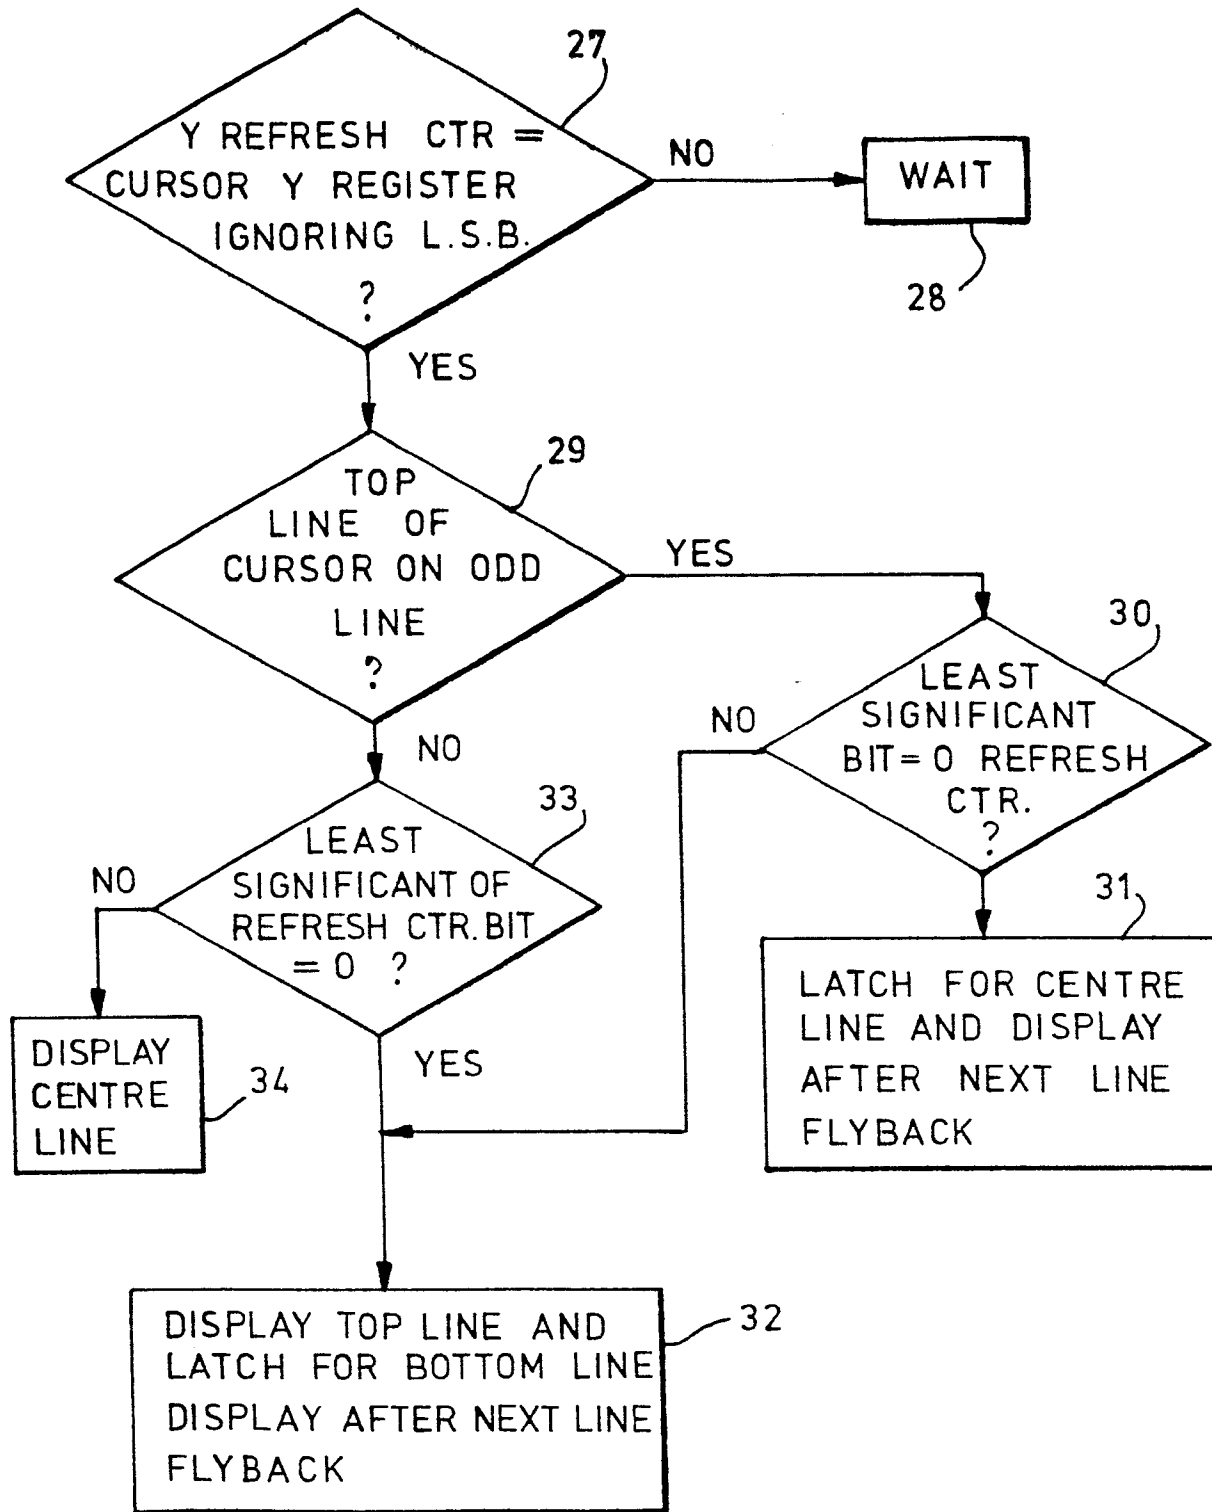 27
Y REFRESH CTR =
CURSOR Y REGISTER
IGNORING L.S.B.
?
NO
WAIT
28
YES
29
TOP
LINE OF
CURSOR ON ODD
LINE
?
YES
30
LEAST
SIGNIFICANT
BIT = 0 REFRESH
CTR.
?
NO
NO
33
LEAST
SIGNIFICANT OF
REFRESH CTR. BIT
= 0 ?
NO
31
LATCH FOR CENTRE
LINE AND DISPLAY
AFTER NEXT LINE
FLYBACK
DISPLAY
CENTRE
LINE
34
YES
DISPLAY TOP LINE AND
LATCH FOR BOTTOM LINE
DISPLAY AFTER NEXT LINE
FLYBACK
32